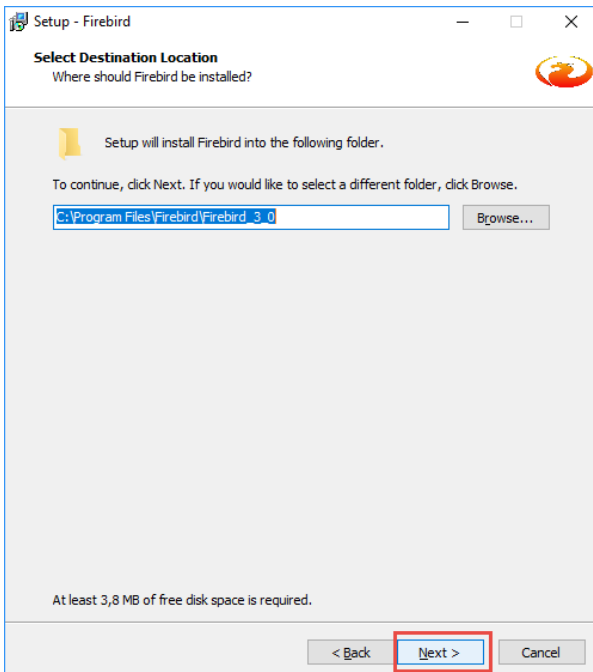 Setup - Firebird
Select Destination Location
Where should Firebird be installed?
Setup will install Firebird into the following folder.
To continue, click Next. If you would like to select a different folder, click Browse.
C:\Program Files\Firebird\Firebird_3_0
Browse...
At least 3,8 MB of free disk space is required.
< Back
Next >
Cancel